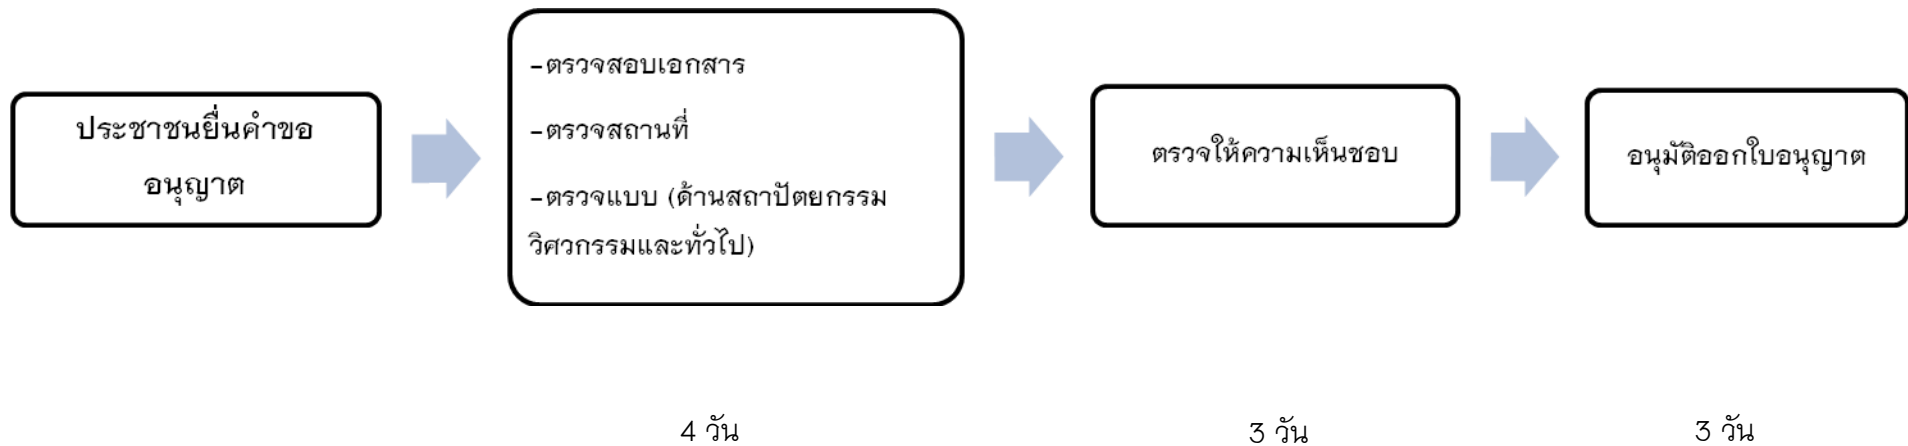 ประชาชนยื่นคำขอ
อนุญาต
-ตรวจสอบเอกสาร
-ตรวจสถานที่
-ตรวจแบบ (ด้านสถาปัตยกรรม
วิศวกรรมและทั่วไป)
ตรวจให้ความเห็นชอบ
อนุมัติออกใบอนุญาต
4 วัน
3 วัน
3 วัน